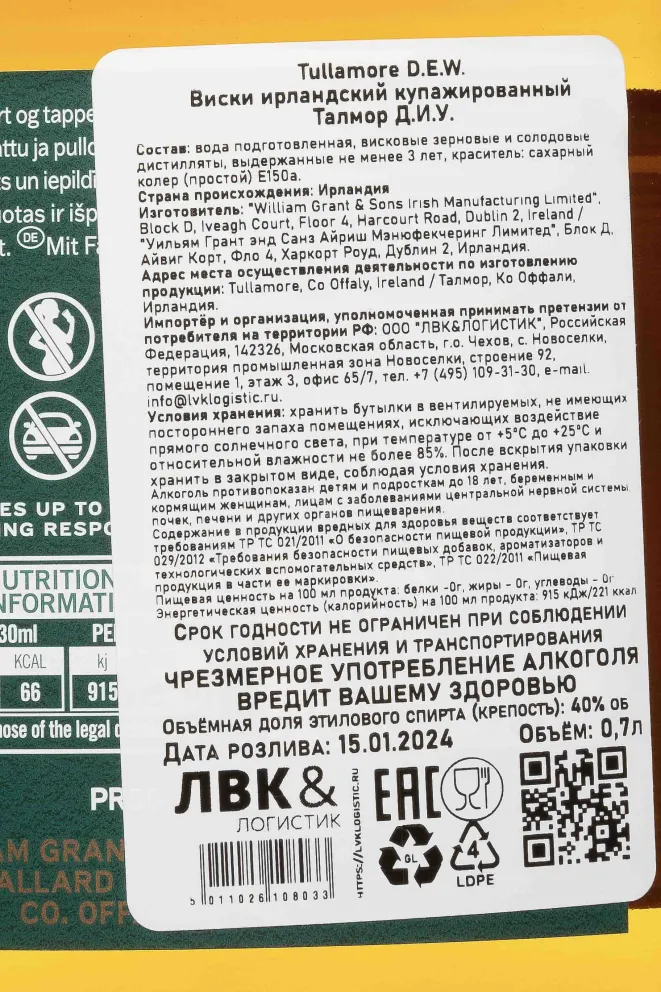 rt og tappe
ttu ja pullo
s un iepildī
uotas ir išp
t. DE Mit Fa
ES UP TO
ING RESPO
UTRITION
NFORMATI
30ml PE
KCAL kj
66 915
hose of the legal d
PR
AM GRAN
ALLARD
CO. OFF
Tullamore D.E.W.
Виски ирландский купажированный
Талмор Д.И.У.
Состав: вода подготовленная, висковые зерновые и солодовые
дистилляты, выдержанные не менее 3 лет, краситель: сахарный
колер (простой) Е150а.
Страна происхождения: Ирландия
Изготовитель: "William Grant & Sons Irish Manufacturing Limited",
Block D, Iveagh Court, Floor 4, Harcourt Road, Dublin 2, Ireland /
"Уильям Грант энд Санз Айриш Мэнюфекчеринг Лимитед", Блок Д,
Айвиг Корт, Фло 4, Харкорт Роуд, Дублин 2, Ирландия.
Адрес места осуществления деятельности по изготовлению
продукции: Tullamore, Co Offaly, Ireland / Талмор, Ко Оффали,
Ирландия.
Импортёр и организация, уполномоченная принимать претензии от
потребителя на территории РФ: ООО "ЛВК&ЛОГИСТИК", Российская
Федерация, 142326, Московская область, г.о. Чехов, с. Новоселки,
территория промышленная зона Новоселки, строение 92,
помещение 1, этаж 3, офис 65/7, тел. +7 (495) 109-31-30, e-mail.
info@lvklogistic.ru.
Условия хранения: хранить бутылки в вентилируемых, не имеющих
постороннего запаха помещениях, исключающих воздействие
прямого солнечного света, при температуре от +5°С до +25°С и
относительной влажности не более 85%. После вскрытия упаковки
хранить в закрытом виде, соблюдая условия хранения.
Алкоголь противопоказан детям и подросткам до 18 лет, беременным и
кормящим женщинам, лицам с заболеваниями центральной нервной системы,
почек, печени и других органов пищеварения.
Содержание в продукции вредных для здоровья веществ соответствует
требованиям ТР ТС 021/2011 «О безопасности пищевой продукции», ТР ТС
029/2012 «Требования безопасности пищевых добавок, ароматизаторов и
технологических вспомогательных средств», ТР ТС 022/2011 «Пищевая
продукция в части ее маркировки».
Пищевая ценность на 100 мл продукта: белки -0г, жиры - 0г, углеводы - 0г
Энергетическая ценность (калорийность) на 100 мл продукта: 915 кДж/221 ккал
Срок годности не ограничен при соблюдении
условий хранения и транспортирования
Чрезмерное употребление алкоголя
вредит вашему здоровью
Объёмная доля этилового спирта (крепость): 40% об
Дата розлива: 15.01.2024 Объём: 0,7л
ЛВК&
ЛОГИСТИК
HTTPS://LVKLOGISTIC.RU
EAC
GL
4
LDPE
5 011026 108033